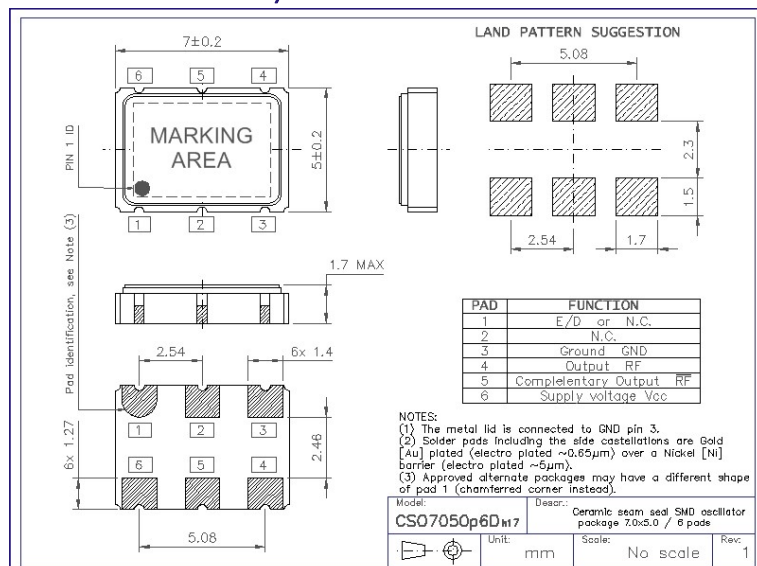 7±0.2
6
5
4
MARKING
AREA
5±0.2
PIN 1 ID
1
2
3
LAND PATTERN SUGGESTION
5.08
2.3
1.5
2.54
1.7
1.7 MAX
Pad identification, see Note (3)
2.54
6x 1.4
1
2
3
6
5
4
6x 1.27
2.46
5.08
PAD FUNCTION
1 E/D or N.C.
2 N.C.
3 Ground GND
4 Output RF
5 Complelentary Output R̅F̅
6 Supply voltage Vcc
NOTES:
(1) The metal lid is connected to GND pin 3.
(2) Solder pads including the side castellations are Gold
[Au] plated (electro plated ~0.65μm) over a Nickel [Ni]
barrier (electro plated ~5μm).
(3) Approved alternate packages may have a different shape
of pad 1 (chamferred corner instead).
Model: CSO7050p6Dh17
Descr.: Ceramic seam seal SMD oscillator
package 7.0x5.0 / 6 pads
Unit: mm
Scale: No scale
Rev: 1